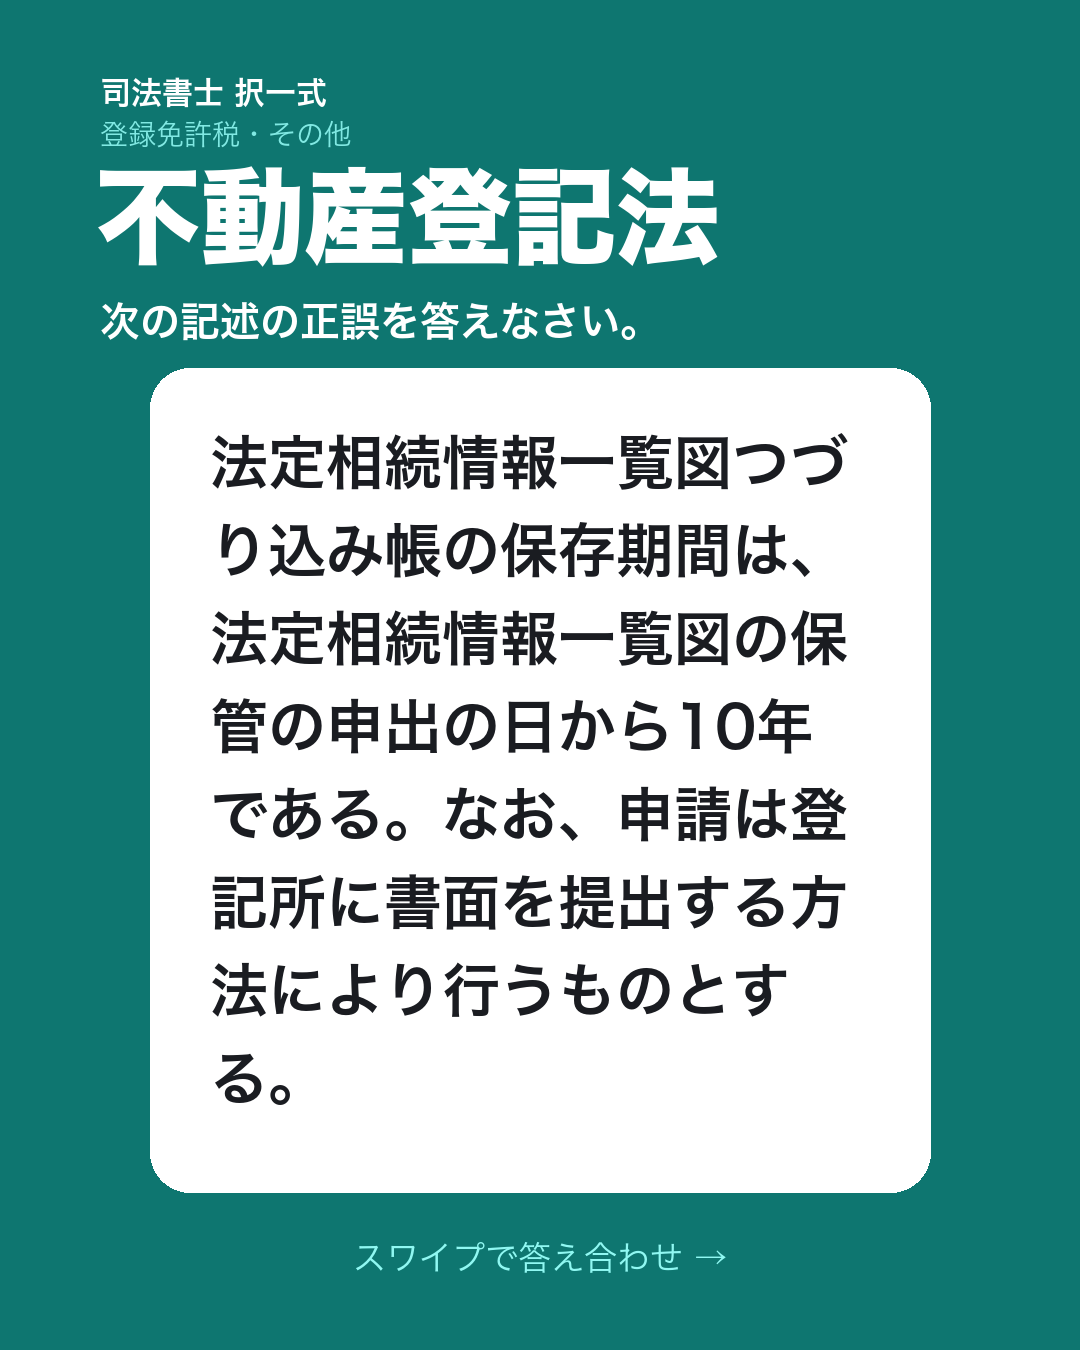 司法書士 択一式
登録免許税・その他
不動産登記法
次の記述の正誤を答えなさい。
法定相続情報一覧図つづ
り込み帳の保存期間は、
法定相続情報一覧図の保
管の申出の日から10年
である。なお、申請は登
記所に書面を提出する方
法により行うものとす
る。
スワイプで答え合わせ →